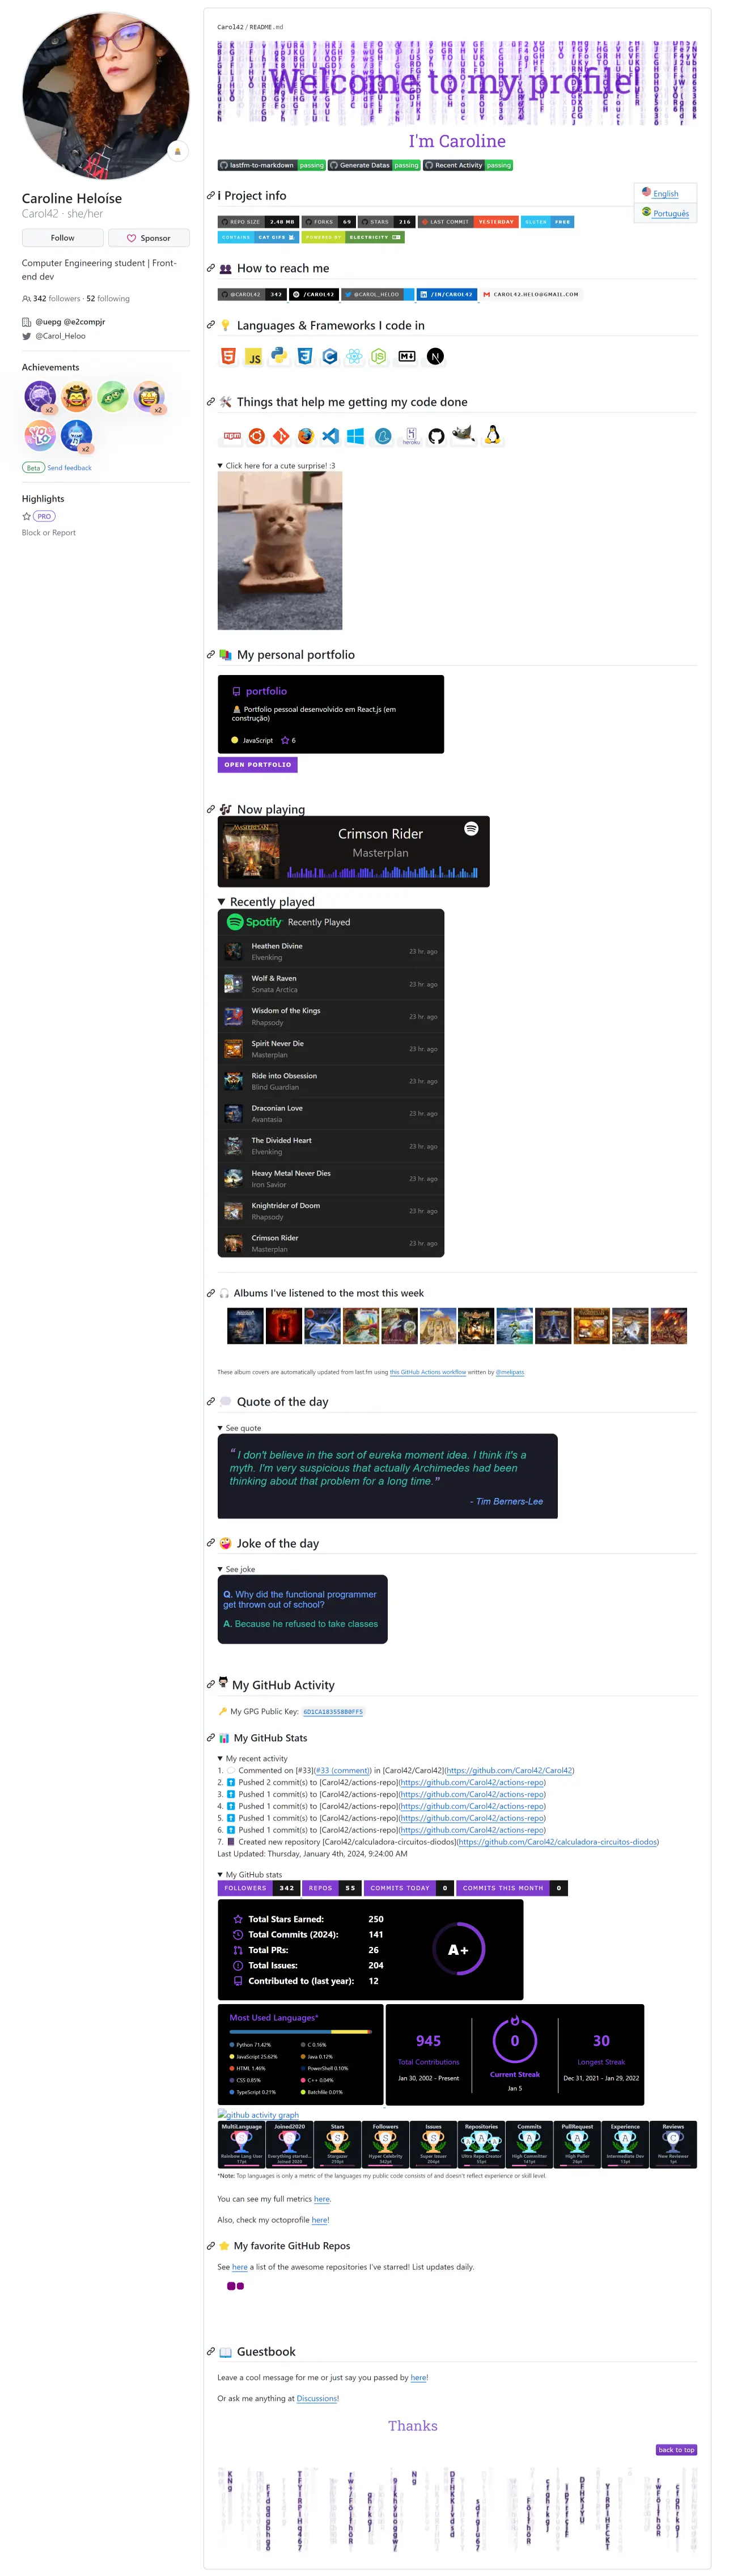 Caroline Heloíse
Carol42 · she/her
Follow
Sponsor
Computer Engineering student | Front-
end dev
342 followers · 52 following
@uepg @e2compjr
@Carol_Heloo
Achievements
x2
x2
YOLO
x2
Beta Send feedback
Highlights
PRO
Block or Report
Carol42 / README.md
Welcome to my profile!
I'm Caroline
lastfm-to-markdown passing Generate Datas passing Recent Activity passing
English
Português
Project info
REPO SIZE 2.48 MB FORKS 69 STARS 216 LAST COMMIT YESTERDAY GLUTEN FREE
CONTAINS CAT GIFS POWERED BY ELECTRICITY
How to reach me
@CAROL42 342 /CAROL42 @CAROL_HELOO /IN/CAROL42 CAROL42.HELO@GMAIL.COM
Languages & Frameworks I code in
JS
Things that help me getting my code done
npm
heroku
Click here for a cute surprise! :3
My personal portfolio
portfolio
Portfolio pessoal desenvolvido em React.js (em
construção)
JavaScript 6
OPEN PORTFOLIO
Now playing
Crimson Rider
Masterplan
Recently played
Spotify Recently Played
Heathen Divine
Elvenking
23 hr. ago
Wolf & Raven
Sonata Arctica
23 hr. ago
Wisdom of the Kings
Rhapsody
23 hr. ago
Spirit Never Die
Masterplan
23 hr. ago
Ride into Obsession
Blind Guardian
23 hr. ago
Draconian Love
Avantasia
23 hr. ago
The Divided Heart
Elvenking
23 hr. ago
Heavy Metal Never Dies
Iron Savior
23 hr. ago
Knightrider of Doom
Rhapsody
23 hr. ago
Crimson Rider
Masterplan
23 hr. ago
Albums I've listened to the most this week
These album covers are automatically updated from last.fm using this GitHub Actions workflow written by @melipass.
Quote of the day
See quote
“ I don't believe in the sort of eureka moment idea. I think it's a
myth. I'm very suspicious that actually Archimedes had been
thinking about that problem for a long time.”
- Tim Berners-Lee
Joke of the day
See joke
Q. Why did the functional programmer
get thrown out of school?
A. Because he refused to take classes
My GitHub Activity
My GPG Public Key: 6D1CA183558B0FF5
My GitHub Stats
My recent activity
1. Commented on [#33](#33 (comment)) in [Carol42/Carol42](https://github.com/Carol42/Carol42)
2. Pushed 2 commit(s) to [Carol42/actions-repo](https://github.com/Carol42/actions-repo)
3. Pushed 1 commit(s) to [Carol42/actions-repo](https://github.com/Carol42/actions-repo)
4. Pushed 1 commit(s) to [Carol42/actions-repo](https://github.com/Carol42/actions-repo)
5. Pushed 1 commit(s) to [Carol42/actions-repo](https://github.com/Carol42/actions-repo)
6. Pushed 1 commit(s) to [Carol42/actions-repo](https://github.com/Carol42/actions-repo)
7. Created new repository [Carol42/calculadora-circuitos-diodos](https://github.com/Carol42/calculadora-circuitos-diodos)
Last Updated: Thursday, January 4th, 2024, 9:24:00 AM
My GitHub stats
FOLLOWERS 342 REPOS 55 COMMITS TODAY 0 COMMITS THIS MONTH 0
Total Stars Earned: 250
Total Commits (2024): 141
Total PRs: 26
Total Issues: 204
Contributed to (last year): 12
A+
Most Used Languages*
Python 71.42% C 0.16%
JavaScript 25.62% Java 0.12%
HTML 1.46% PowerShell 0.10%
CSS 0.85% C++ 0.04%
TypeScript 0.21% Batchfile 0.01%
945
Total Contributions
Jan 30, 2002 - Present
0
Current Streak
Jan 5
30
Longest Streak
Dec 31, 2021 - Jan 29, 2022
github activity graph
MultiLanguage Joined2020 Stars Followers Issues Repositories Commits PullRequest Experience Reviews
Rainbow Lang User Everything started... Stargazer Hyper Celebrity Super Issuer Ultra Repo Creator High Committer High Puller Intermediate Dev New Reviewer
Joined 2020
*Note: Top languages is only a metric of the languages my public code consists of and doesn't reflect experience or skill level.
You can see my full metrics here.
Also, check my octoprofile here!
My favorite GitHub Repos
See here a list of the awesome repositories I've starred! List updates daily.
Guestbook
Leave a cool message for me or just say you passed by here!
Or ask me anything at Discussions!
Thanks
back to top